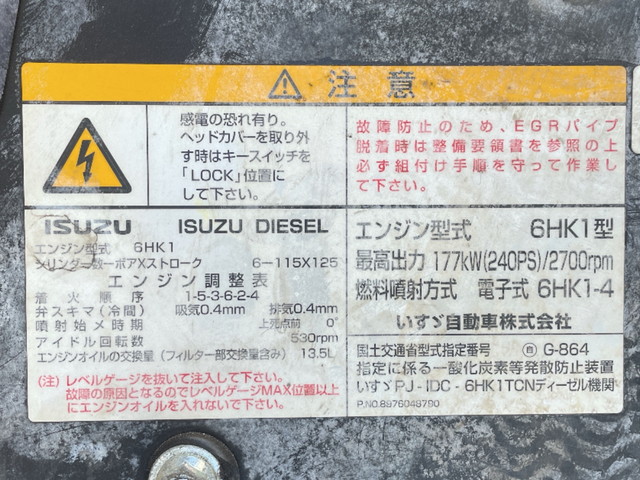 ⚠ 注意
感電の恐れ有り。
ヘッドカバーを取り外
す時はキースイッチを
「LOCK」位置に
して下さい。
故障防止のため、EGRパイプ
脱着時は整備要領書を参照の上
必ず組付け手順を守って作業し
て下さい。
ISUZU ISUZU DIESEL
エンジン型式 6HK1
シリンダー数-ボアXストローク 6-115X125
エンジン調整表
着火順序 1-5-3-6-2-4
弁スキマ(冷間) 吸気0.4mm 排気0.4mm
噴射始メ時期 上死点前 0°
アイドル回転数 530rpm
エンジンオイルの交換量(フィルター部交換量含み) 13.5L
(注)レベルゲージを抜いて注入して下さい。
故障の原因となるのでレベルゲージMAX位置以上
にエンジンオイルを入れないで下さい。
エンジン型式 6HK1型
最高出力 177kW(240PS)/2700rpm
燃料噴射方式 電子式 6HK1-4
いすゞ自動車株式会社
国土交通省型式指定番号 G-864
指定に係る一酸化炭素等発散防止装置
いすゞPJ-IDC-6HK1TCNディーゼル機関
P.NO.8976048780